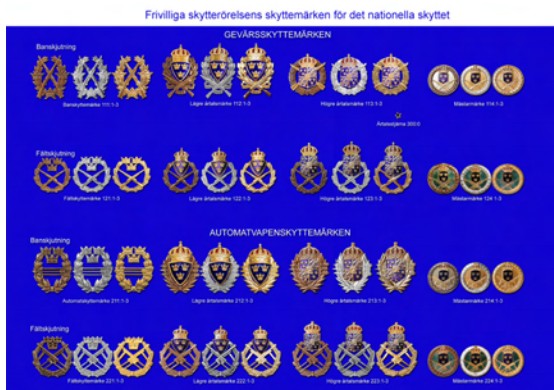 Frivilliga skytterörelsens skyttemärken för det nationella skyttet
GEVÄRSSKYTTEMÄRKEN
Banskjutning
Banskyttemärke 111:1-3
Lägre årtalsmärke 112:1-3
Högre årtalsmärke 113:1-3
Mästarmärke 114:1-3
Årtalsstjärna 300:0
Fältskjutning
Fältskyttemärke 121:1-3
Lägre årtalsmärke 122:1-3
Högre årtalsmärke 123:1-3
Mästarmärke 124:1-3
AUTOMATVAPENSKYTTEMÄRKEN
Banskjutning
Automatskyttemärke 211:1-3
Lägre årtalsmärke 212:1-3
Högre årtalsmärke 213:1-3
Mästarmärke 214:1-3
Fältskjutning
Fältskyttemärke 221:1-3
Lägre årtalsmärke 222:1-3
Högre årtalsmärke 223:1-3
Mästarmärke 224:1-3